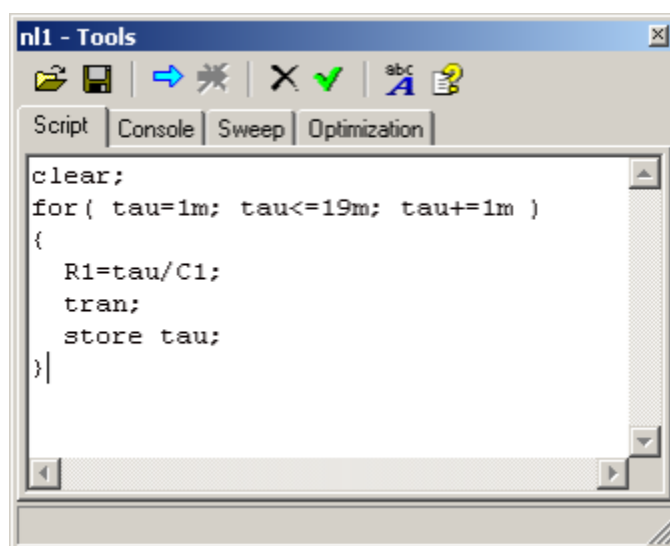 nl1 - Tools
abc A
Script Console Sweep Optimization
clear;
for( tau=1m; tau<=19m; tau+=1m )
{
R1=tau/C1;
tran;
store tau;
}